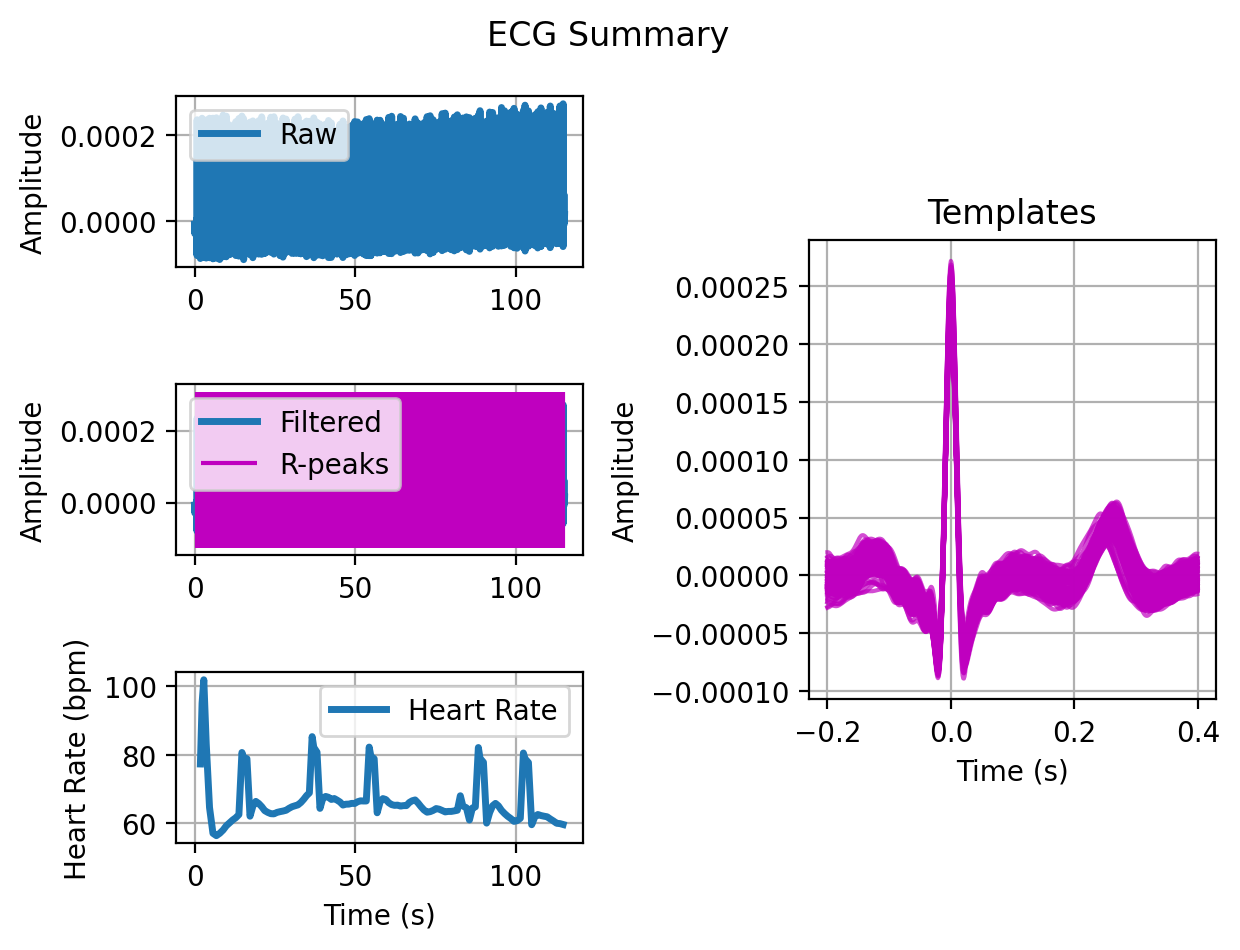 ECG Summary
Amplitude
0.0002
0.0000
Raw
0
50
100
Amplitude
0.0002
0.0000
Filtered
R-peaks
0
50
100
Heart Rate (bpm)
100
80
60
Heart Rate
0
50
100
Time (s)
Templates
Amplitude
0.00025
0.00020
0.00015
0.00010
0.00005
0.00000
−0.00005
−0.00010
−0.2
0.0
0.2
0.4
Time (s)